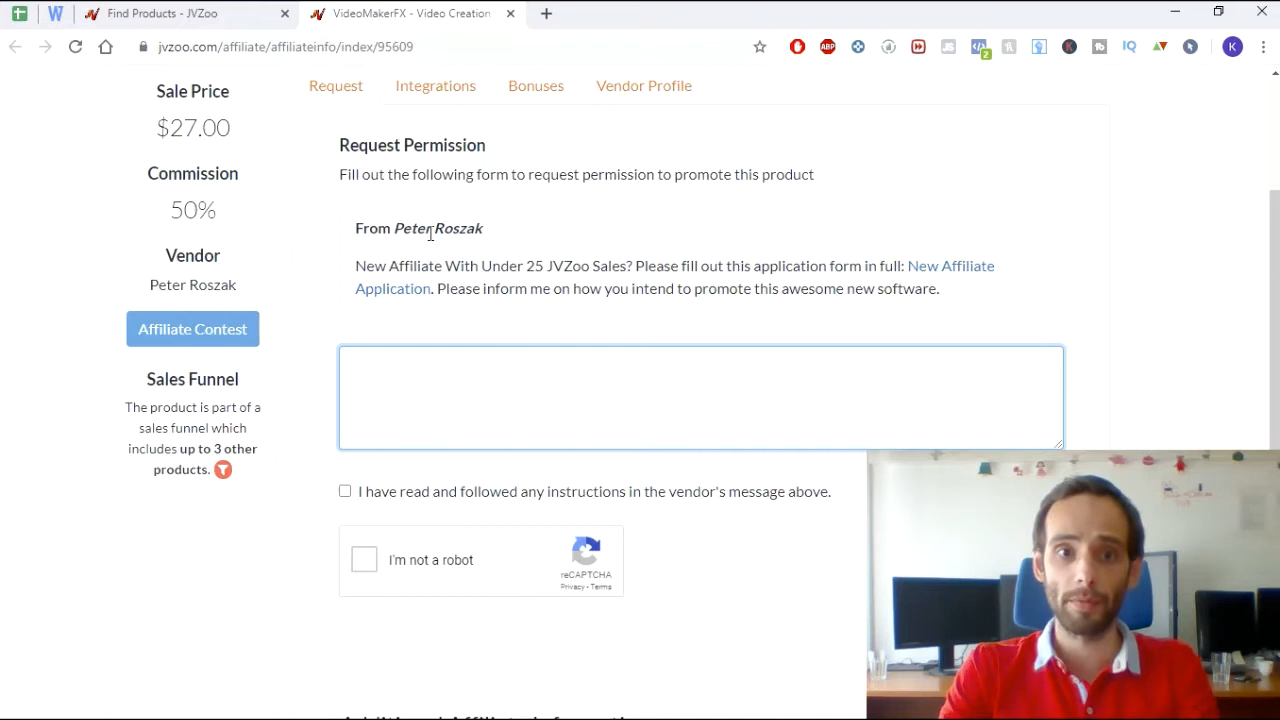 Find Products - JVZoo
VideoMakerFX - Video Creation
jvzoo.com/affiliate/affiliateinfo/index/95609
ABP
JS
2
K
IQ
K
Sale Price
$27.00
Commission
50%
Vendor
Peter Roszak
Affiliate Contest
Sales Funnel
The product is part of a
sales funnel which
includes up to 3 other
products.
Request Integrations Bonuses Vendor Profile
Request Permission
Fill out the following form to request permission to promote this product
From Peter Roszak
New Affiliate With Under 25 JVZoo Sales? Please fill out this application form in full: New Affiliate
Application. Please inform me on how you intend to promote this awesome new software.
I have read and followed any instructions in the vendor's message above.
I'm not a robot
reCAPTCHA
Privacy - Terms